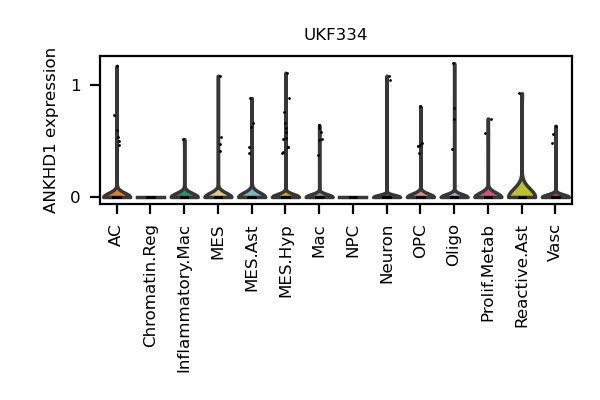 UKF334
ANKHD1 expression
1
0
AC
Chromatin.Reg
Inflammatory.Mac
MES
MES.Ast
MES.Hyp
Mac
NPC
Neuron
OPC
Oligo
Prolif.Metab
Reactive.Ast
Vasc